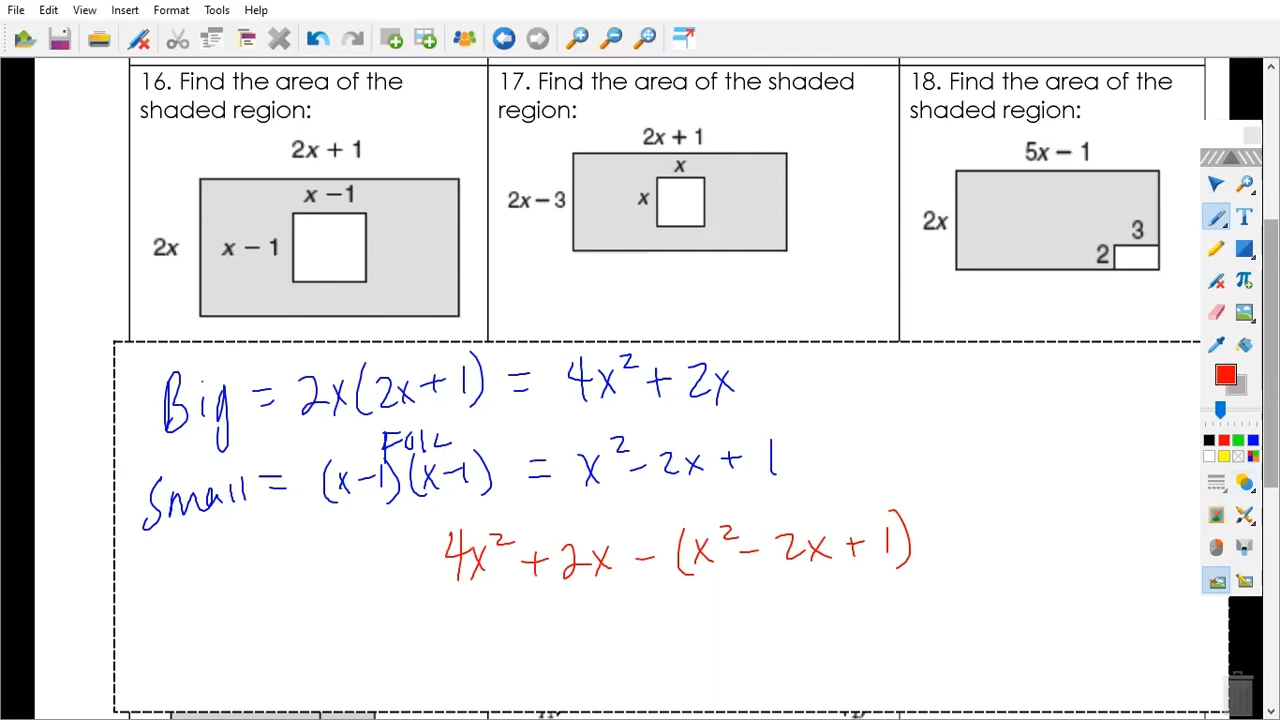 File Edit View Insert Format Tools Help
16. Find the area of the
shaded region:
2x + 1
x −1
x − 1
2x
17. Find the area of the shaded
region:
2x + 1
x
x
2x − 3
18. Find the area of the
shaded region:
5x − 1
2x
3
2
Big = 2x(2x + 1) = 4x² + 2x
FOIL
Small = (x − 1)(x − 1) = x² − 2x + 1
4x² + 2x − (x² − 2x + 1)